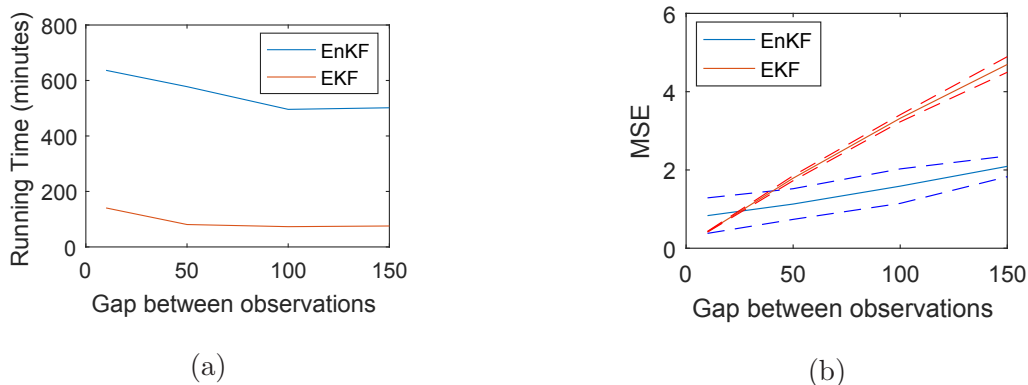 800
600
400
200
0
Running Time (minutes)
EnKF
EKF
0 50 100 150
Gap between observations
(a)
6
4
2
0
MSE
EnKF
EKF
0 50 100 150
Gap between observations
(b)